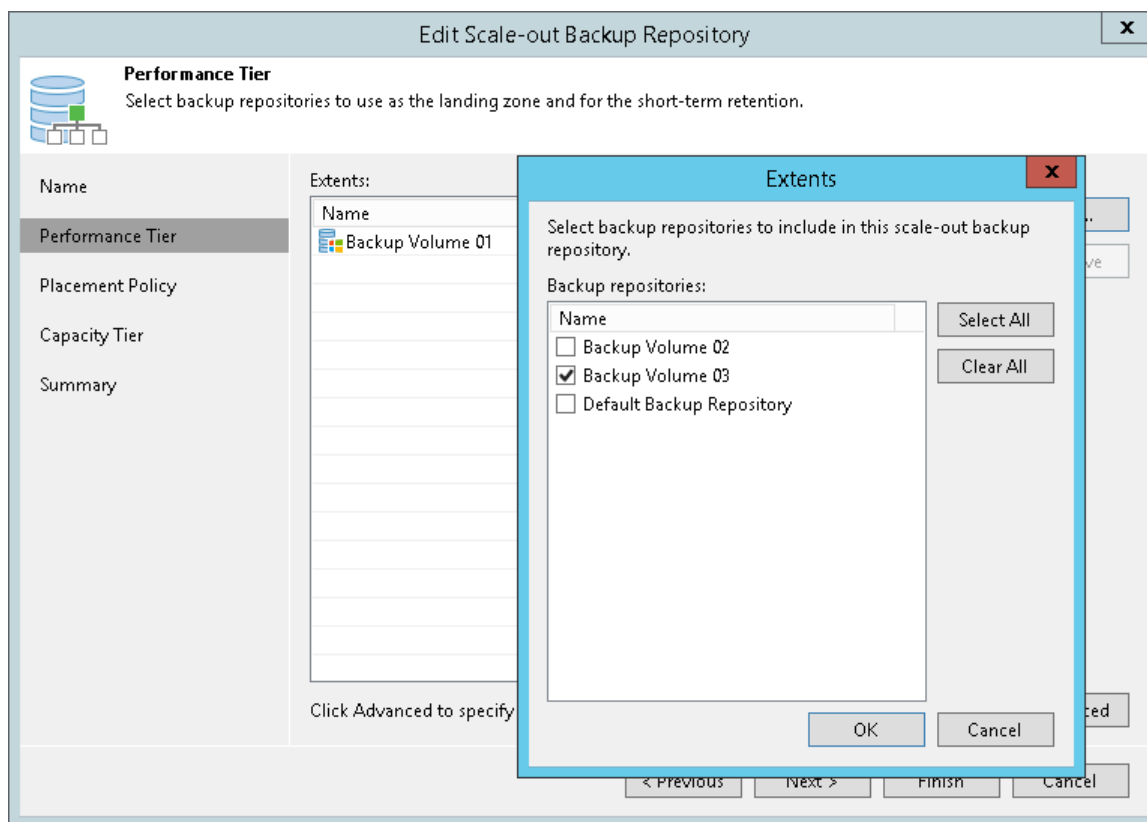 Edit Scale-out Backup Repository
x
Performance Tier
Select backup repositories to use as the landing zone and for the short-term retention.
Name
Performance Tier
Placement Policy
Capacity Tier
Summary
Extents:
Name
Backup Volume 01
Click Advanced to specify
Extents
x
Select backup repositories to include in this scale-out backup
repository.
Backup repositories:
Name
Backup Volume 02
Backup Volume 03
Default Backup Repository
Select All
Clear All
OK
Cancel
< Previous
Next >
Finish
Cancel